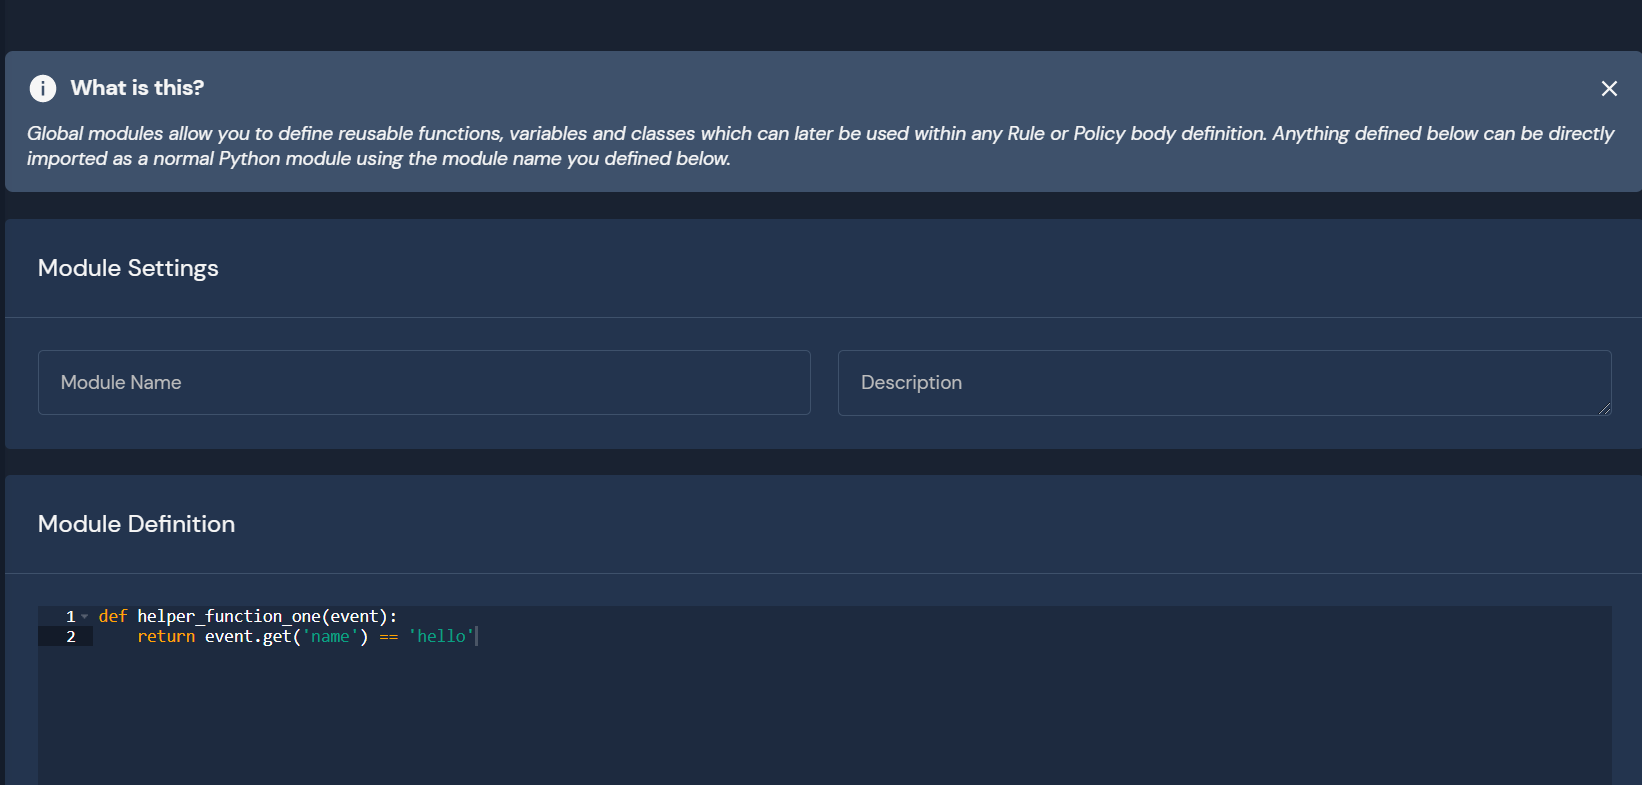 What is this?
Global modules allow you to define reusable functions, variables and classes which can later be used within any Rule or Policy body definition. Anything defined below can be directly
imported as a normal Python module using the module name you defined below.
Module Settings
Module Name
Description
Module Definition
1 def helper_function_one(event):
2     return event.get('name') == 'hello'